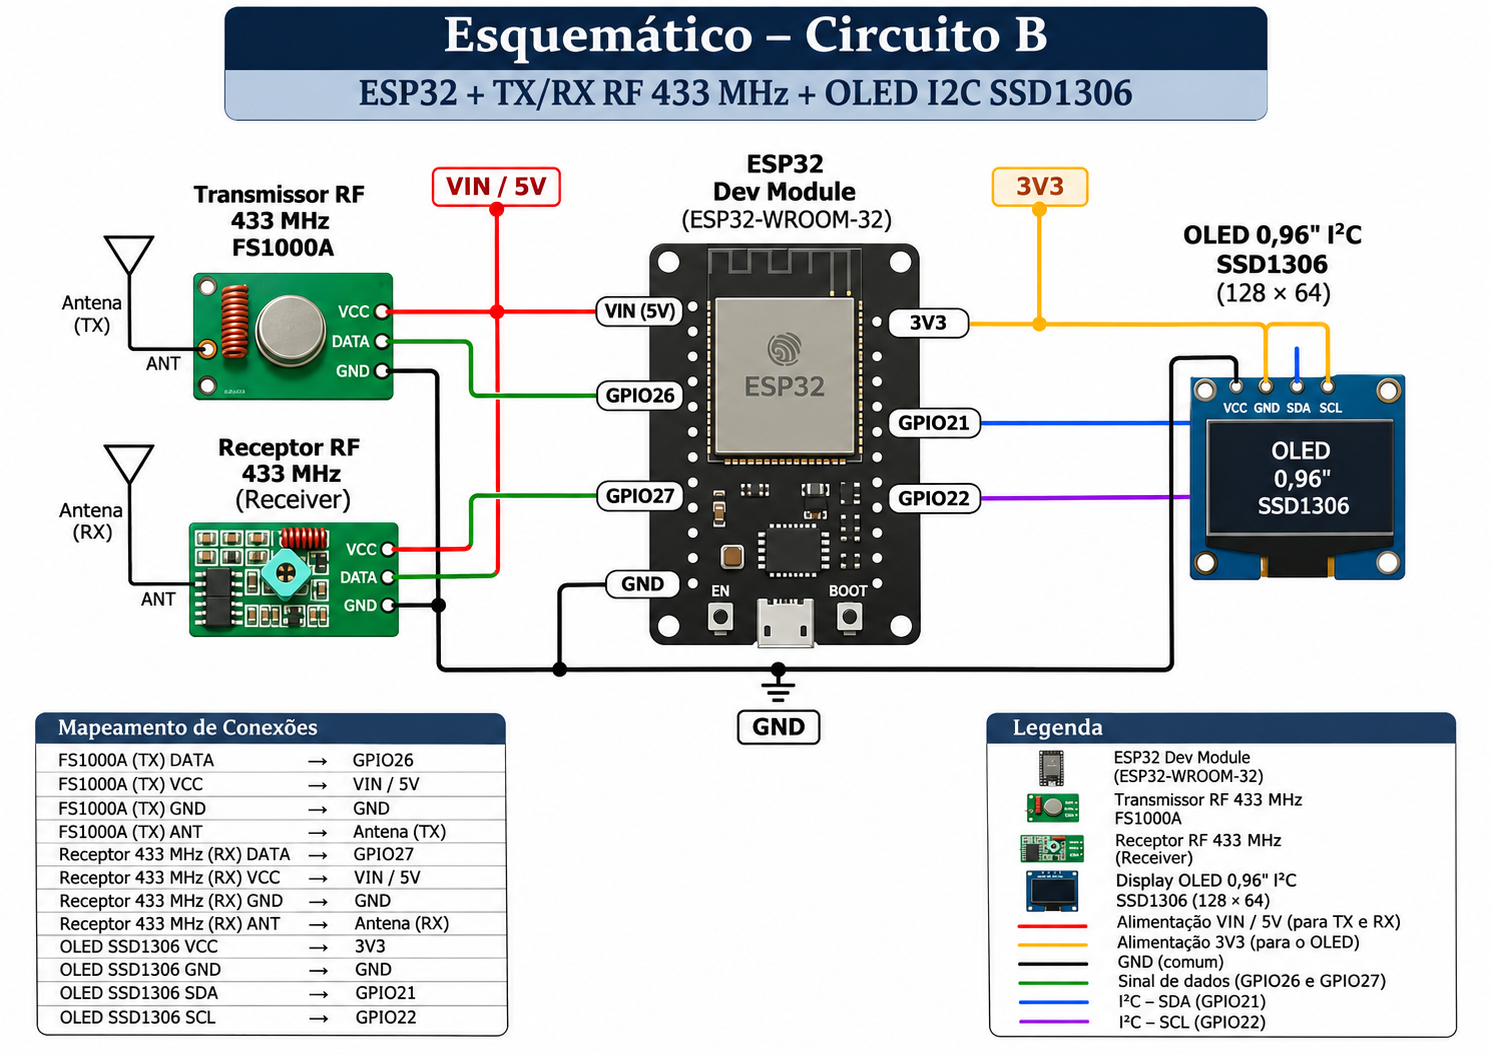 Esquemático – Circuito B
ESP32 + TX/RX RF 433 MHz + OLED I2C SSD1306
Transmissor RF
433 MHz
FS1000A
VIN / 5V
ESP32
Dev Module
(ESP32-WROOM-32)
3V3
OLED 0,96" I²C
SSD1306
(128 × 64)
Antena
(TX)
ANT
VCC
DATA
GND
VIN (5V)
GPIO26
GPIO27
GND
ESP32
3V3
GPIO21
GPIO22
EN
BOOT
VCC GND SDA SCL
OLED
0,96"
SSD1306
Receptor RF
433 MHz
(Receiver)
Antena
(RX)
ANT
VCC
DATA
GND
GND
Mapeamento de Conexões
FS1000A (TX) DATA → GPIO26
FS1000A (TX) VCC → VIN / 5V
FS1000A (TX) GND → GND
FS1000A (TX) ANT → Antena (TX)
Receptor 433 MHz (RX) DATA → GPIO27
Receptor 433 MHz (RX) VCC → VIN / 5V
Receptor 433 MHz (RX) GND → GND
Receptor 433 MHz (RX) ANT → Antena (RX)
OLED SSD1306 VCC → 3V3
OLED SSD1306 GND → GND
OLED SSD1306 SDA → GPIO21
OLED SSD1306 SCL → GPIO22
Legenda
ESP32 Dev Module
(ESP32-WROOM-32)
Transmissor RF 433 MHz
FS1000A
Receptor RF 433 MHz
(Receiver)
Display OLED 0,96" I²C
SSD1306 (128 × 64)
Alimentação VIN / 5V (para TX e RX)
Alimentação 3V3 (para o OLED)
GND (comum)
Sinal de dados (GPIO26 e GPIO27)
I²C – SDA (GPIO21)
I²C – SCL (GPIO22)